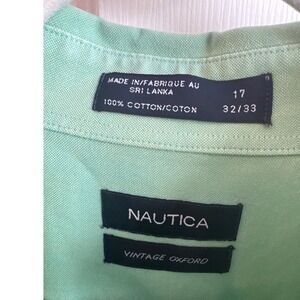 MADE IN/FABRIQUE AU
SRI LANKA
100% COTTON/COTON
17
32/33
NAUTICA
VINTAGE OXFORD